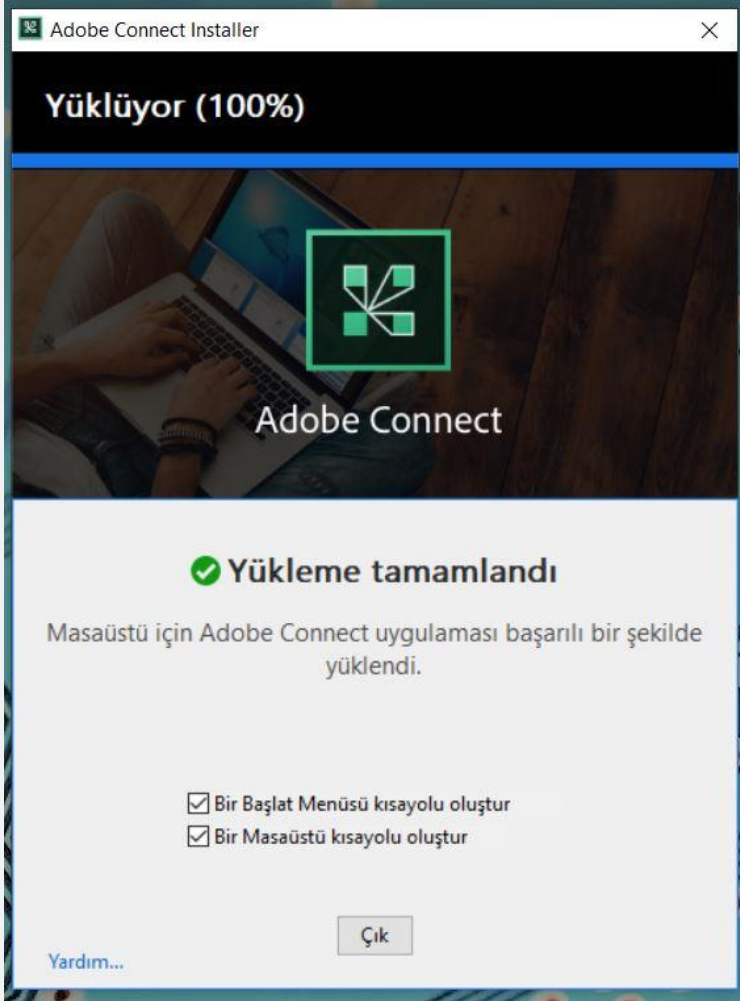 Adobe Connect Installer
Yüklüyor (100%)
Adobe Connect
Yükleme tamamlandı
Masaüstü için Adobe Connect uygulaması başarılı bir şekilde
yüklendi.
Bir Başlat Menüsü kısayolu oluştur
Bir Masaüstü kısayolu oluştur
Çık
Yardım...